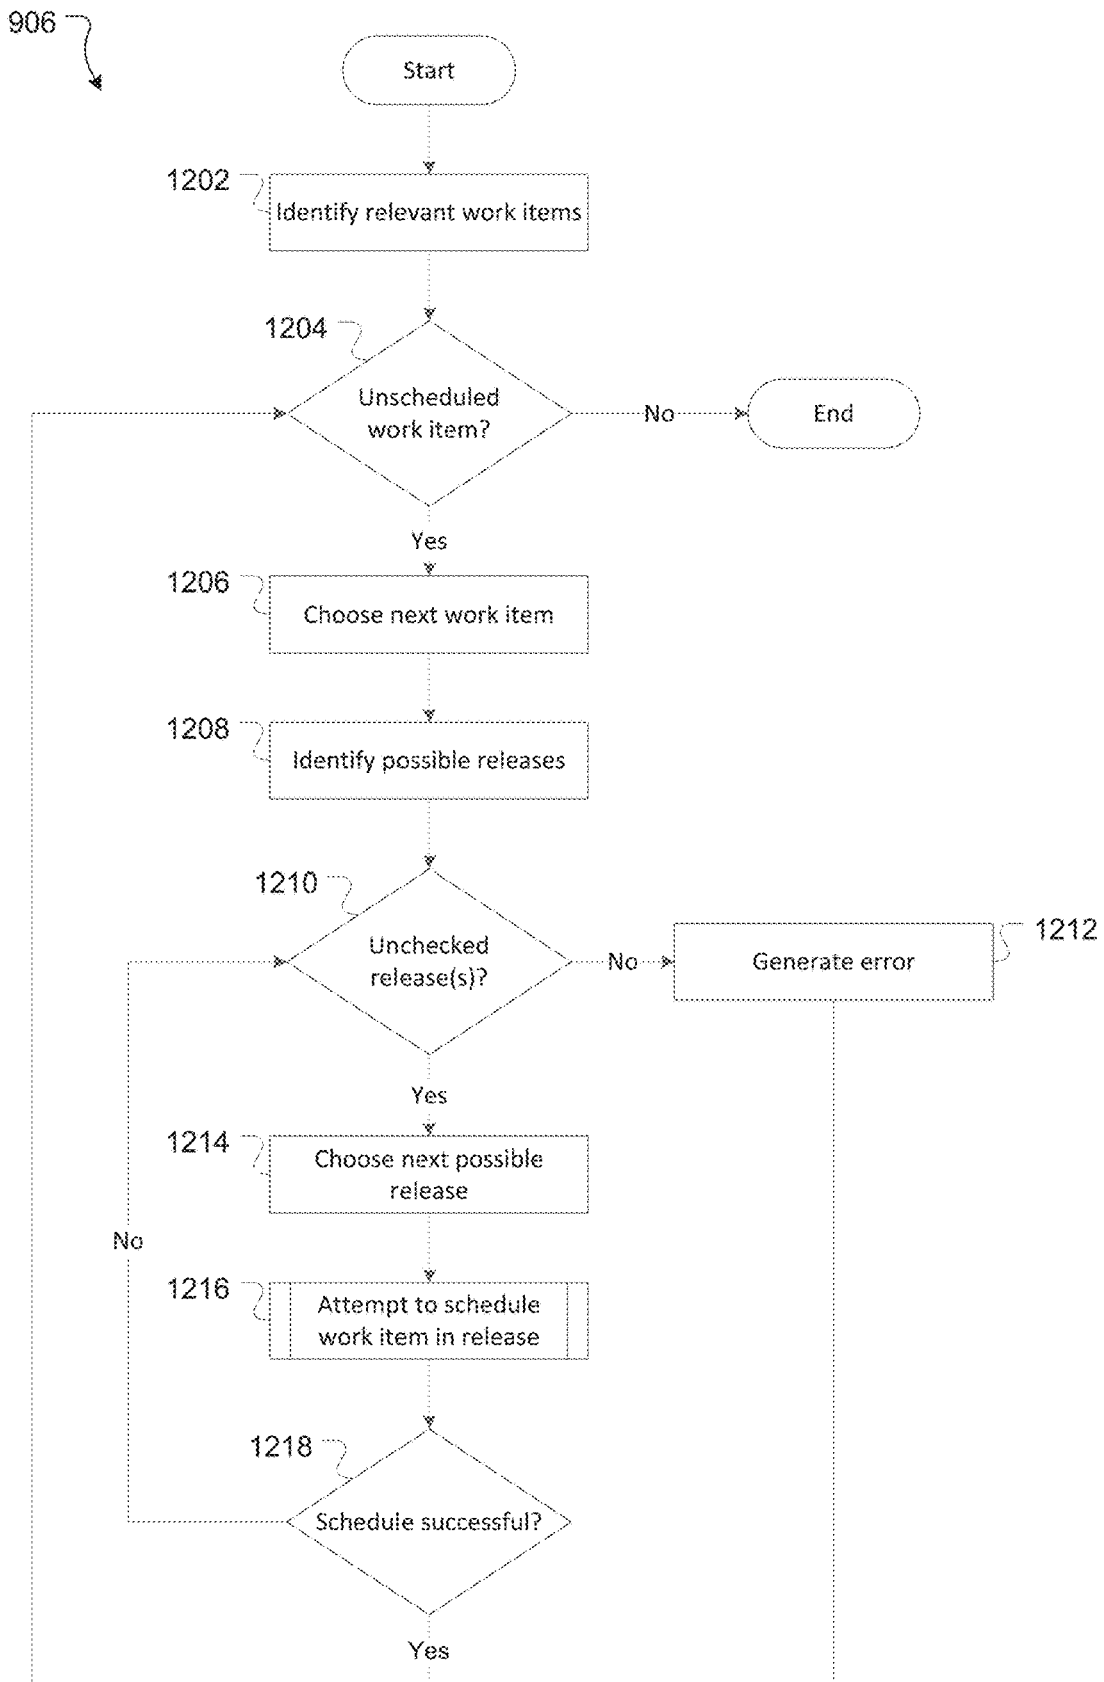 906
Start
1202
Identify relevant work items
1204
Unscheduled
work item?
No
End
Yes
1206
Choose next work item
1208
Identify possible releases
1210
Unchecked
release(s)?
No
Generate error
1212
Yes
1214
Choose next possible
release
No
1216
Attempt to schedule
work item in release
1218
Schedule successful?
Yes